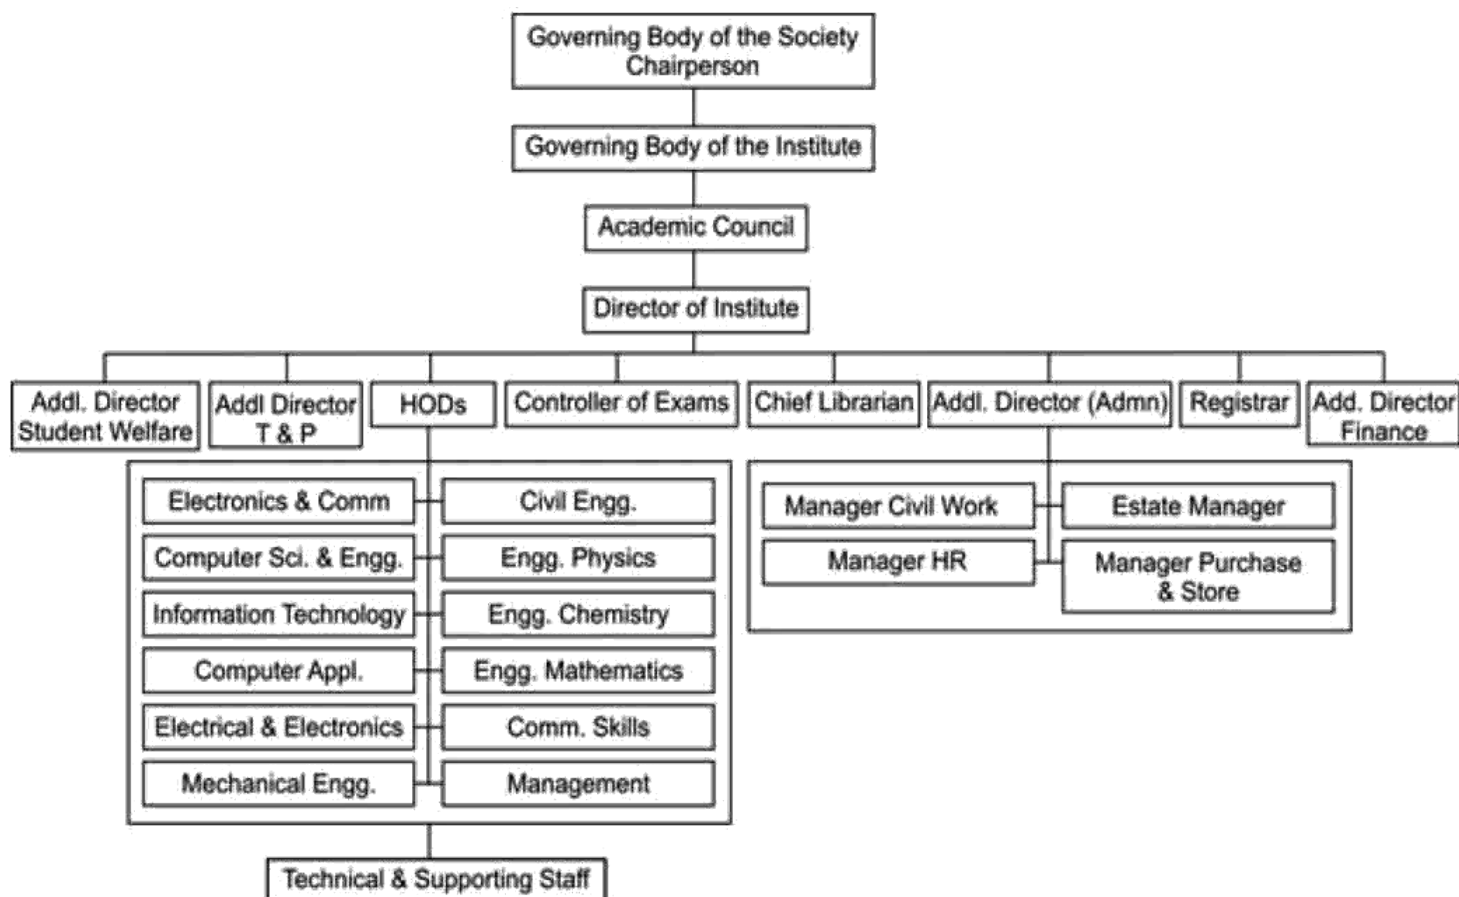 Governing Body of the Society
Chairperson
Governing Body of the Institute
Academic Council
Director of Institute
Addl. Director
Student Welfare
Addl Director
T & P
HODs
Controller of Exams
Chief Librarian
Addl. Director (Admn)
Registrar
Add. Director
Finance
Electronics & Comm
Civil Engg.
Computer Sci. & Engg.
Engg. Physics
Information Technology
Engg. Chemistry
Computer Appl.
Engg. Mathematics
Electrical & Electronics
Comm. Skills
Mechanical Engg.
Management
Manager Civil Work
Estate Manager
Manager HR
Manager Purchase
& Store
Technical & Supporting Staff